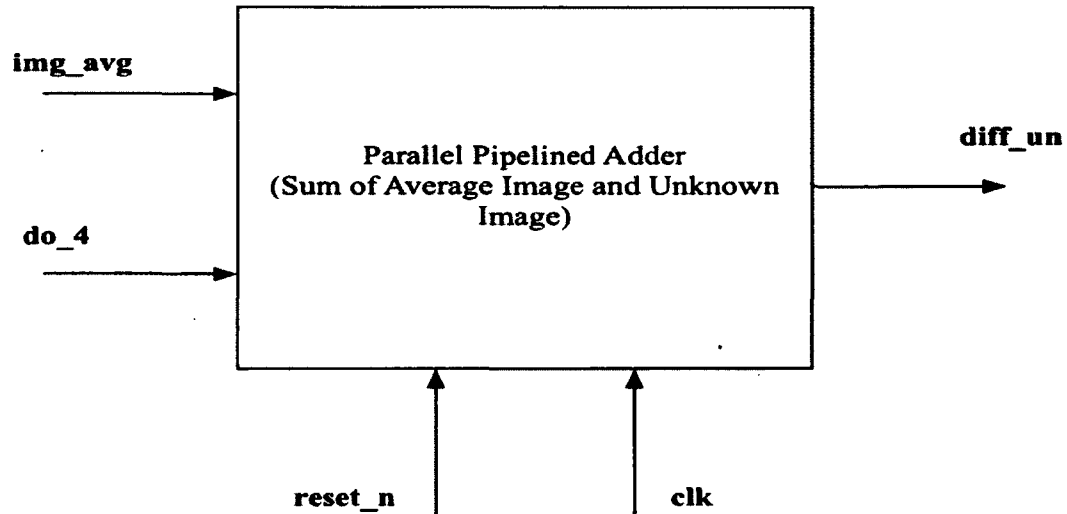 img_avg
Parallel Pipelined Adder
(Sum of Average Image and Unknown
Image)
diff_un
do_4
reset_n
clk